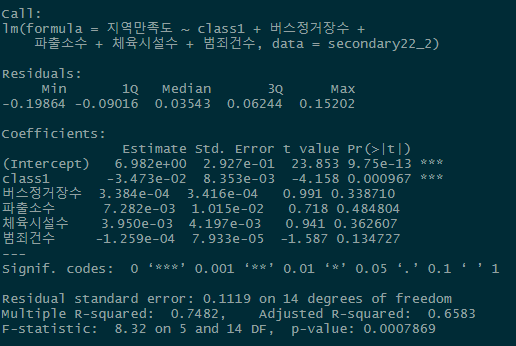 Call:
lm(formula = 지역만족도 ~ class1 + 버스정거장수 +
    파출소수 + 체육시설수 + 범죄건수, data = secondary22_2)
Residuals:
     Min       1Q   Median       3Q      Max
-0.19864 -0.09016  0.03543  0.06244  0.15202
Coefficients:
               Estimate Std. Error t value Pr(>|t|)
(Intercept)   6.982e+00  2.927e-01  23.853 9.75e-13 ***
class1       -3.473e-02  8.353e-03  -4.158 0.000967 ***
버스정거장수  3.384e-04  3.416e-04   0.991 0.338710
파출소수      7.282e-03  1.015e-02   0.718 0.484804
체육시설수    3.950e-03  4.197e-03   0.941 0.362607
범죄건수     -1.259e-04  7.933e-05  -1.587 0.134727
---
Signif. codes:  0 ‘***’ 0.001 ‘**’ 0.01 ‘*’ 0.05 ‘.’ 0.1 ‘ ’ 1
Residual standard error: 0.1119 on 14 degrees of freedom
Multiple R-squared:  0.7482,    Adjusted R-squared:  0.6583
F-statistic:  8.32 on 5 and 14 DF,  p-value: 0.0007869